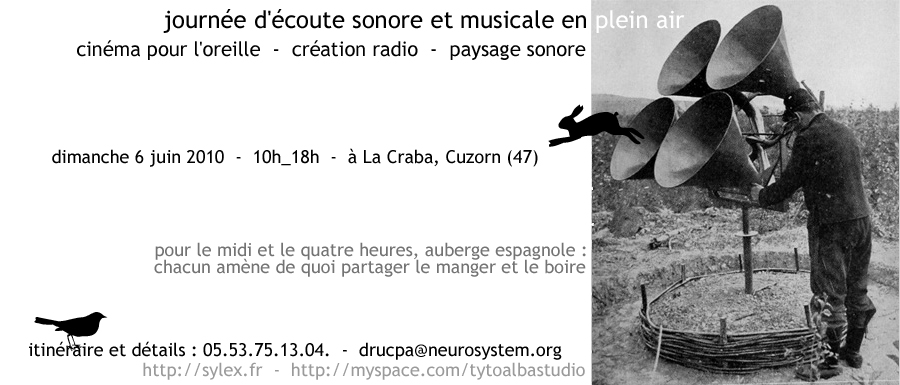 journée d'écoute sonore et musicale en plein air
cinéma pour l'oreille - création radio - paysage sonore
dimanche 6 juin 2010 - 10h_18h - à La Craba, Cuzorn (47)
pour le midi et le quatre heures, auberge espagnole :
chacun amène de quoi partager le manger et le boire
itinéraire et détails : 05.53.75.13.04. - drucpa@neurosystem.org
http://sylex.fr - http://myspace.com/tytoalbastudio